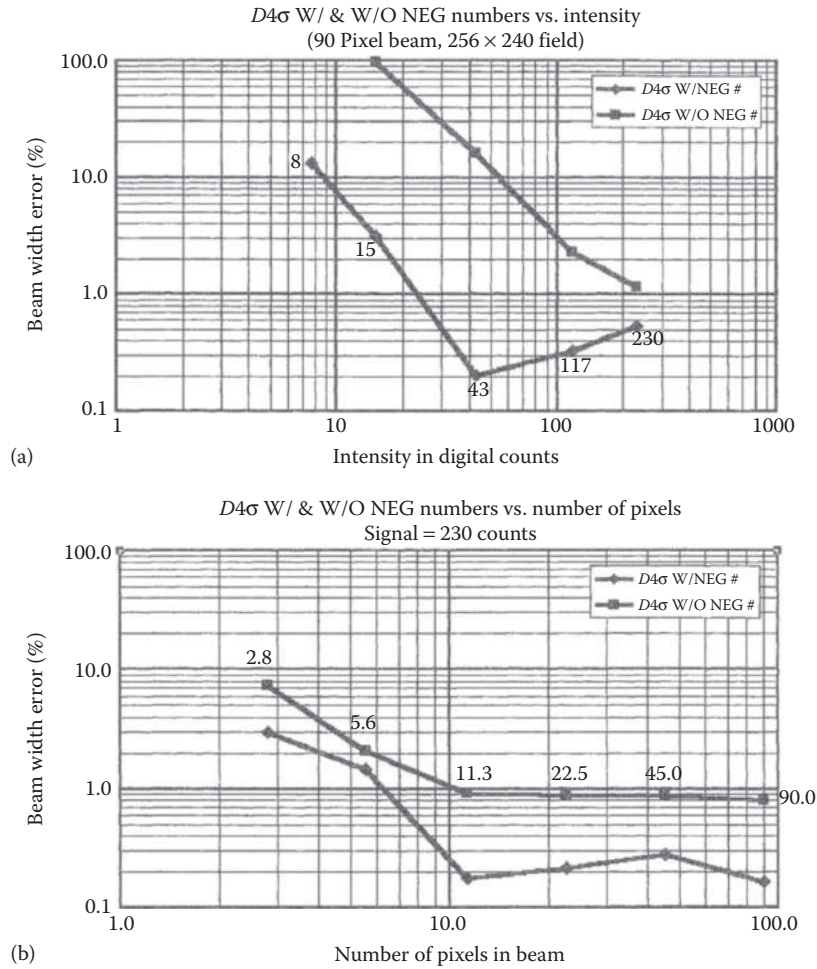 D4σ W/ & W/O NEG numbers vs. intensity
(90 Pixel beam, 256 × 240 field)
100.0
10.0
1.0
0.1
Beam width error (%)
D4σ W/NEG #
D4σ W/O NEG #
8
15
43
117
230
1
10
100
1000
(a)
Intensity in digital counts
D4σ W/ & W/O NEG numbers vs. number of pixels
Signal = 230 counts
100.0
10.0
1.0
0.1
Beam width error (%)
D4σ W/NEG #
D4σ W/O NEG #
2.8
5.6
11.3
22.5
45.0
90.0
1.0
10.0
100.0
(b)
Number of pixels in beam